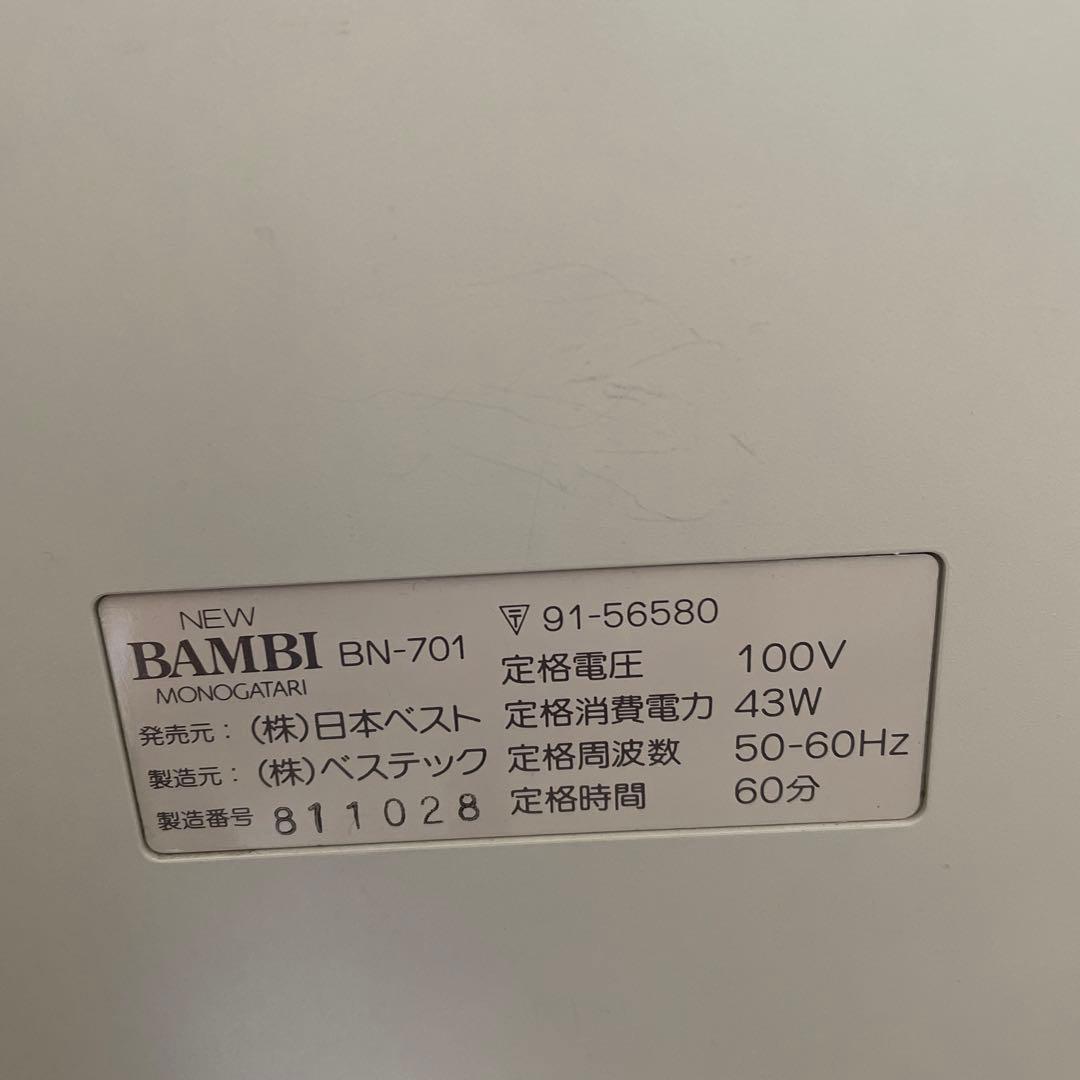 NEW
BAMBI BN-701
MONOGATARI
発売元：(株)日本ベスト
製造元：(株)ベステック
製造番号 811028
〒 91-56580
定格電圧 100V
定格消費電力 43W
定格周波数 50-60Hz
定格時間 60分